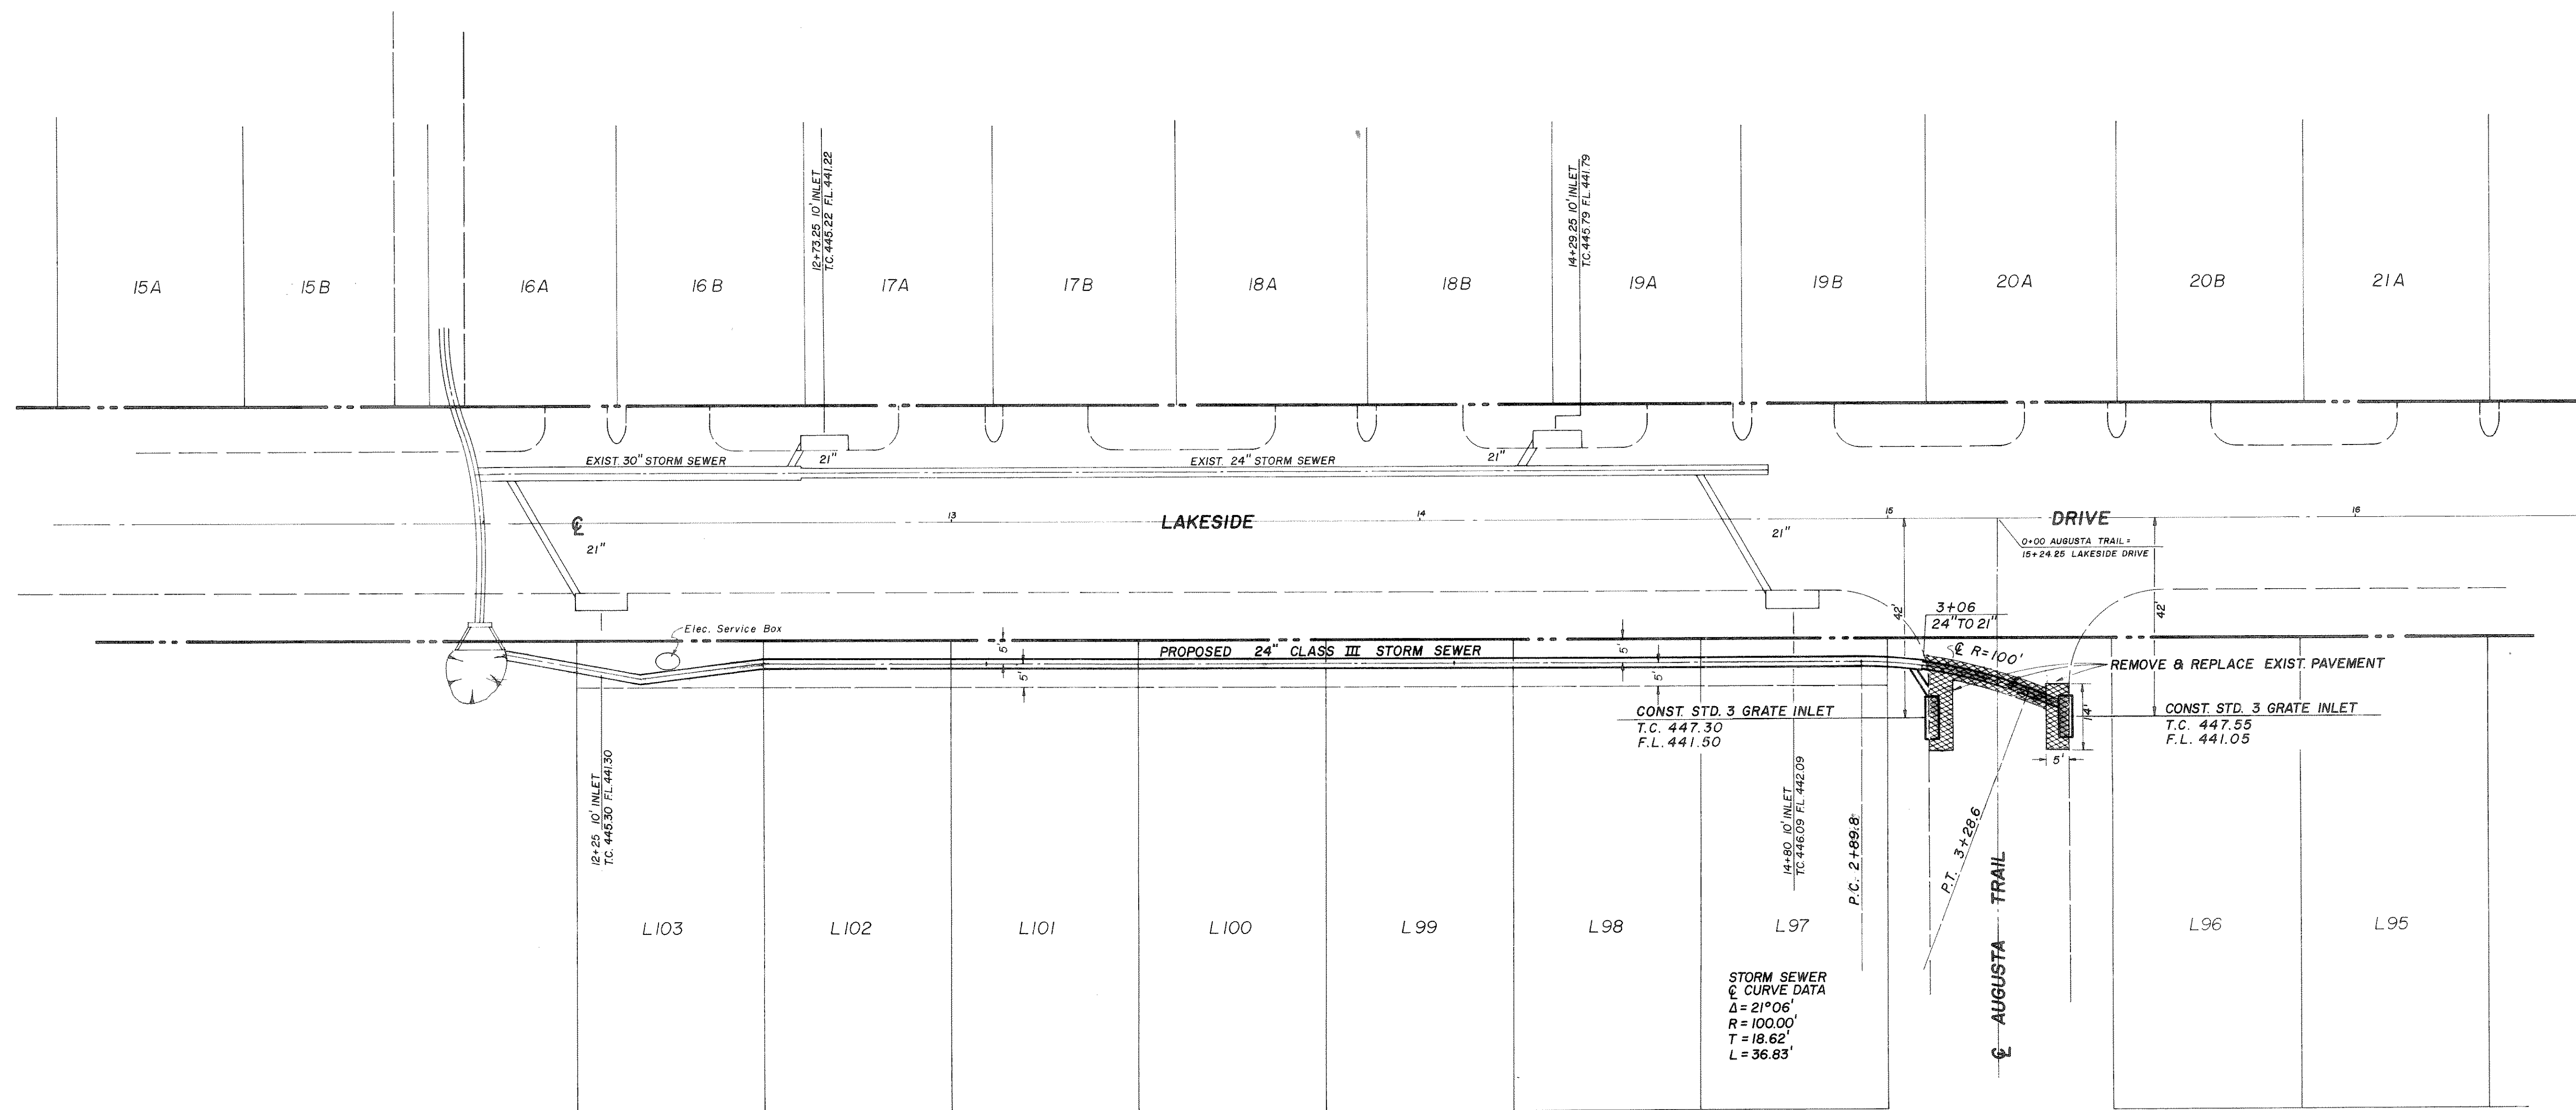 12+73.25 10' INLET
T.C. 445.22 F.L. 441.22
14+29.25 10' INLET
T.C. 445.79 F.L. 441.79
15A
15B
16A
16B
17A
17B
18A
18B
19A
19B
20A
20B
21A
EXIST. 30" STORM SEWER
21"
EXIST. 24" STORM SEWER
21"
℄
13
LAKESIDE
14
15
DRIVE
16
21"
21"
0+00 AUGUSTA TRAIL =
15+24.25 LAKESIDE DRIVE
42'
42'
3+06
24" TO 21"
Elec. Service Box
5'
5'
PROPOSED 24" CLASS III STORM SEWER
5'
5'
℄ R=100'
REMOVE & REPLACE EXIST. PAVEMENT
CONST. STD. 3 GRATE INLET
T.C. 447.30
F.L. 441.50
14'
5'
CONST. STD. 3 GRATE INLET
T.C. 447.55
F.L. 441.05
12+25 10' INLET
T.C. 445.30 F.L. 441.30
14+80 10' INLET
T.C. 446.09 F.L. 442.09
P.C. 2+89.8
P.T. 3+28.6
℄ AUGUSTA TRAIL
L103
L102
L101
L100
L99
L98
L97
L96
L95
STORM SEWER
℄ CURVE DATA
Δ = 21°06'
R = 100.00'
T = 18.62'
L = 36.83'